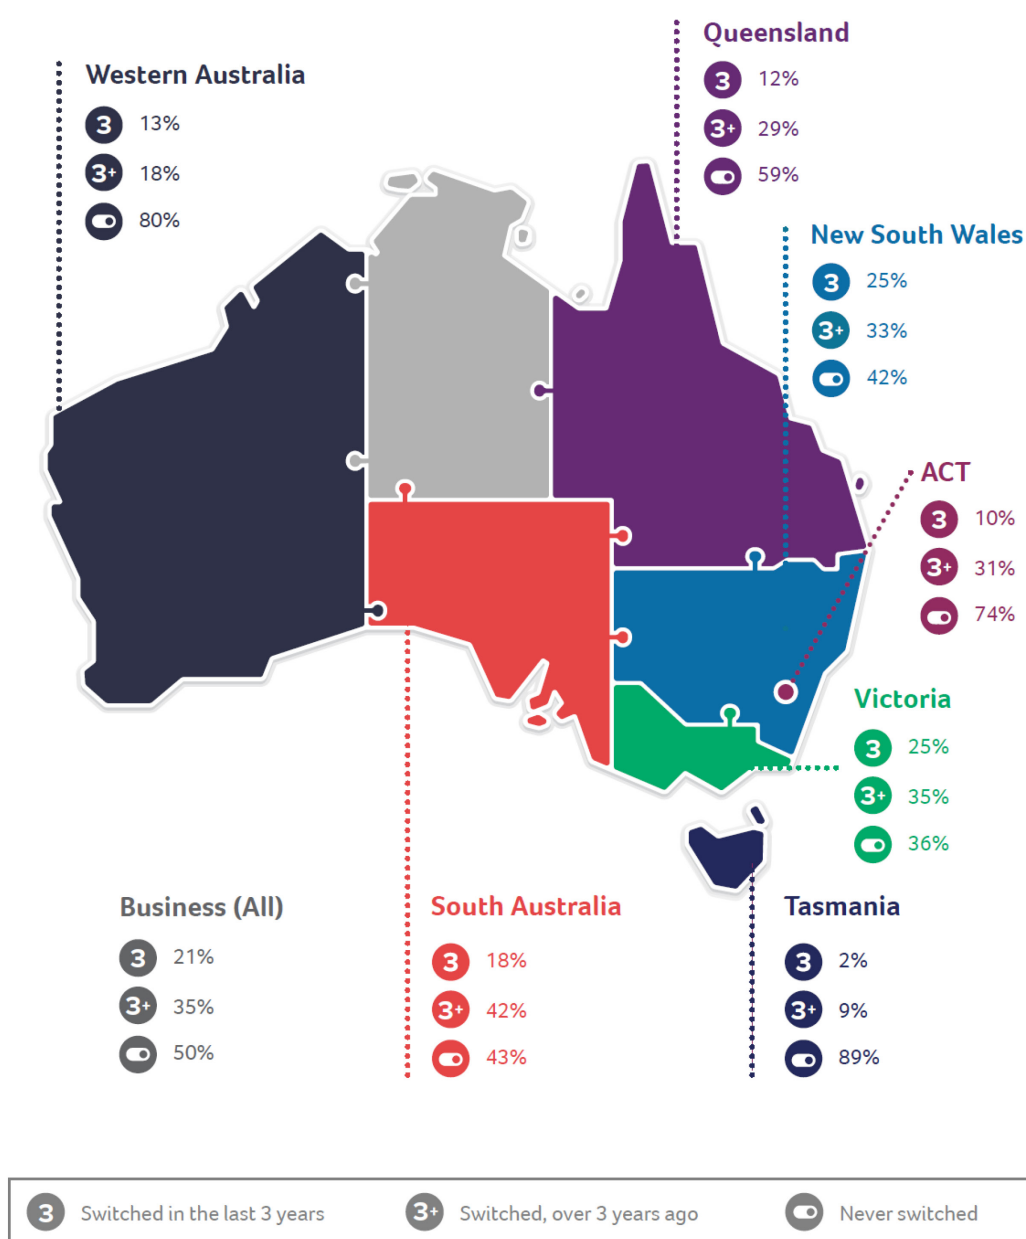 Queensland
3 12%
3+ 29%
59%
Western Australia
3 13%
3+ 18%
80%
New South Wales
3 25%
3+ 33%
42%
ACT
3 10%
3+ 31%
74%
Victoria
3 25%
3+ 35%
36%
Business (All)
3 21%
3+ 35%
50%
South Australia
3 18%
3+ 42%
43%
Tasmania
3 2%
3+ 9%
89%
3 Switched in the last 3 years
3+ Switched, over 3 years ago
Never switched